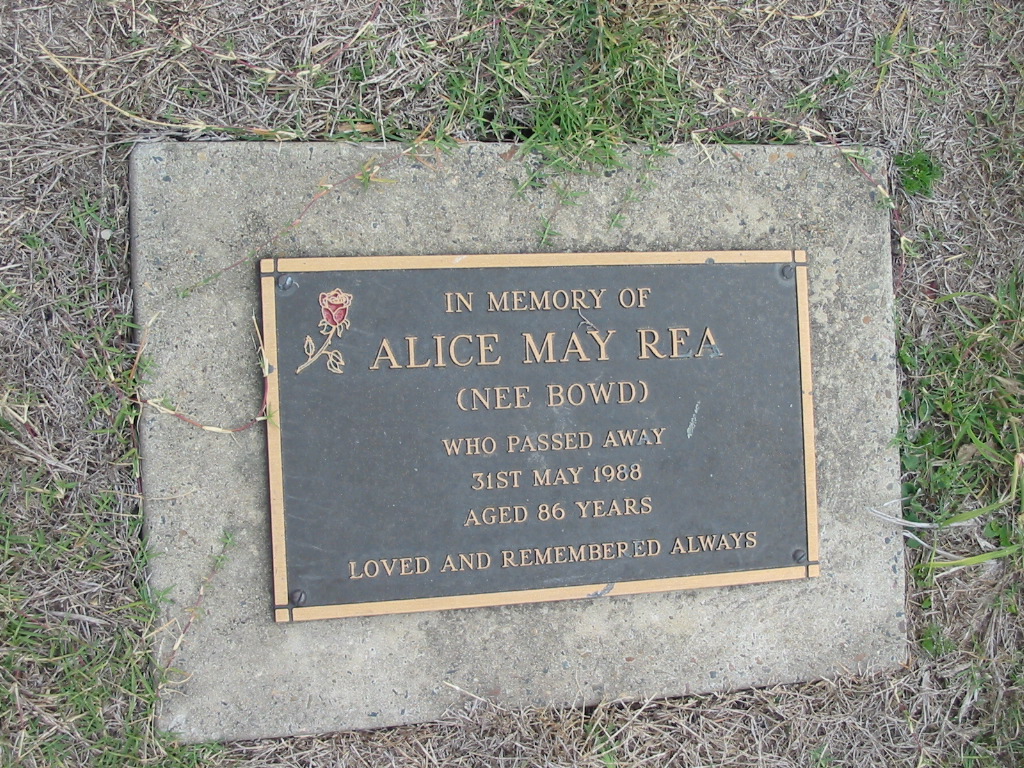 IN MEMORY OF
ALICE MAY REA
(NEE BOWD)
WHO PASSED AWAY
31ST MAY 1988
AGED 86 YEARS
LOVED AND REMEMBERED ALWAYS